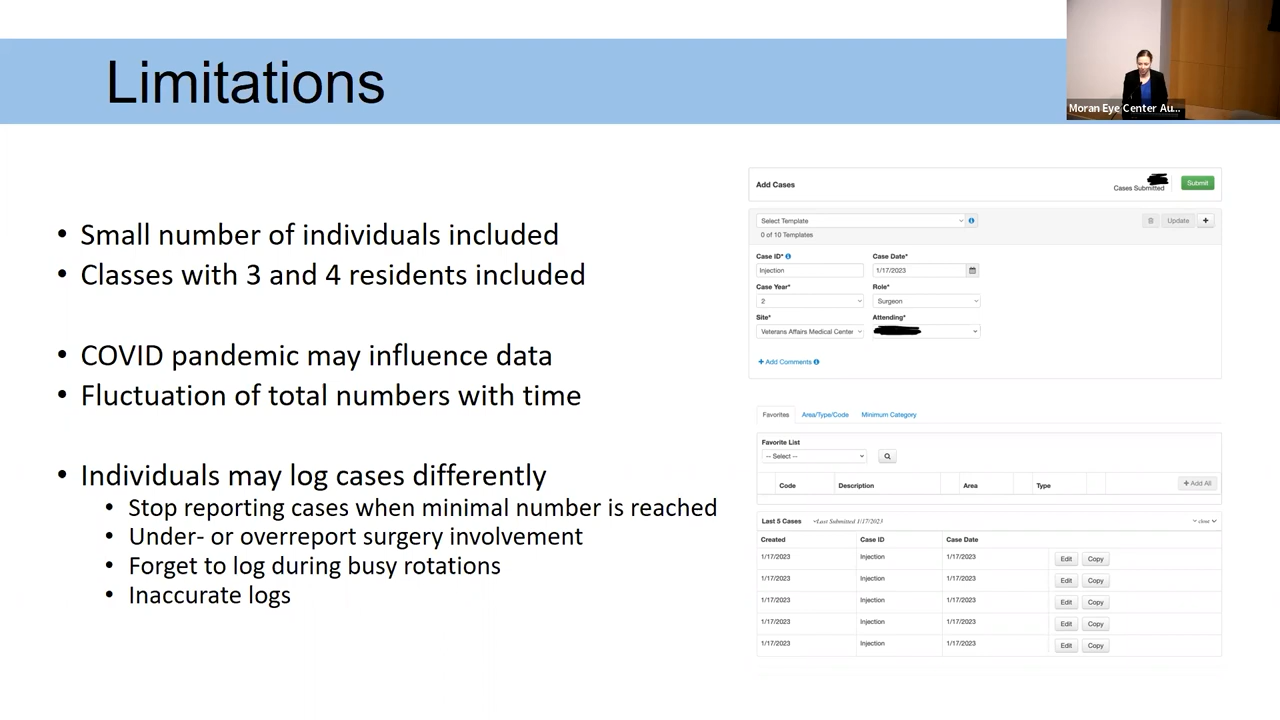 Limitations
Moran Eye Center Au...
• Small number of individuals included
• Classes with 3 and 4 residents included
• COVID pandemic may influence data
• Fluctuation of total numbers with time
• Individuals may log cases differently
• Stop reporting cases when minimal number is reached
• Under- or overreport surgery involvement
• Forget to log during busy rotations
• Inaccurate logs
Add Cases
Cases Submitted
Submit
Select Template
Update
0 of 10 Templates
Case ID* Case Date*
Injection 1/17/2023
Case Year* Role*
2 Surgeon
Site* Attending*
Veterans Affairs Medical Center
+ Add Comments
Favorites Area/Type/Code Minimum Category
Favorite List
-- Select --
Code Description Area Type + Add All
Last 5 Cases Last Submitted 1/17/2023 close
Created Case ID Case Date
1/17/2023 Injection 1/17/2023 Edit Copy
1/17/2023 Injection 1/17/2023 Edit Copy
1/17/2023 Injection 1/17/2023 Edit Copy
1/17/2023 Injection 1/17/2023 Edit Copy
1/17/2023 Injection 1/17/2023 Edit Copy